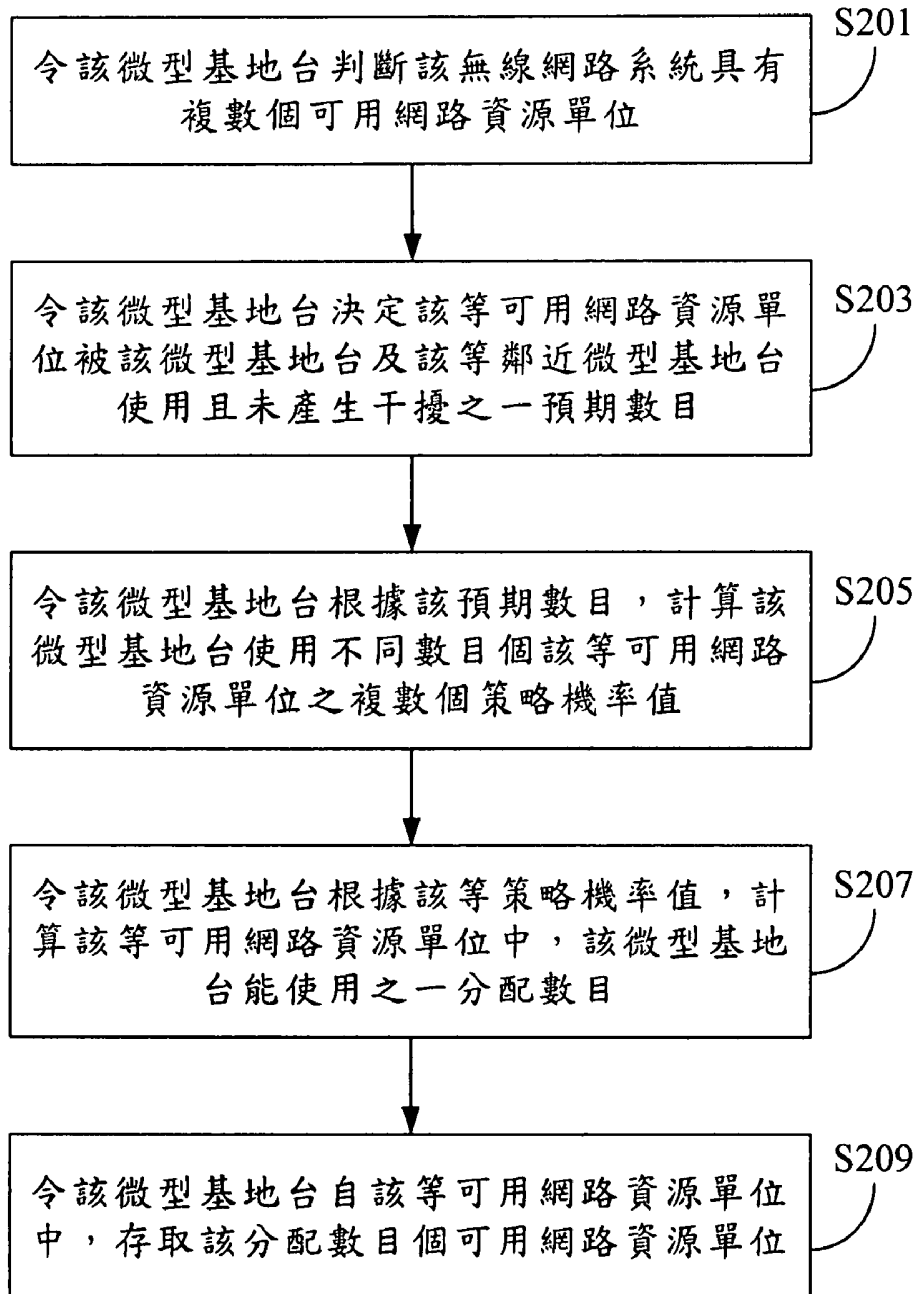 S201
令該微型基地台判斷該無線網路系統具有
複數個可用網路資源單位
S203
令該微型基地台決定該等可用網路資源單
位被該微型基地台及該等鄰近微型基地台
使用且未產生干擾之一預期數目
S205
令該微型基地台根據該預期數目，計算該
微型基地台使用不同數目個該等可用網路
資源單位之複數個策略機率值
S207
令該微型基地台根據該等策略機率值，計
算該等可用網路資源單位中，該微型基地
台能使用之一分配數目
S209
令該微型基地台自該等可用網路資源單位
中，存取該分配數目個可用網路資源單位